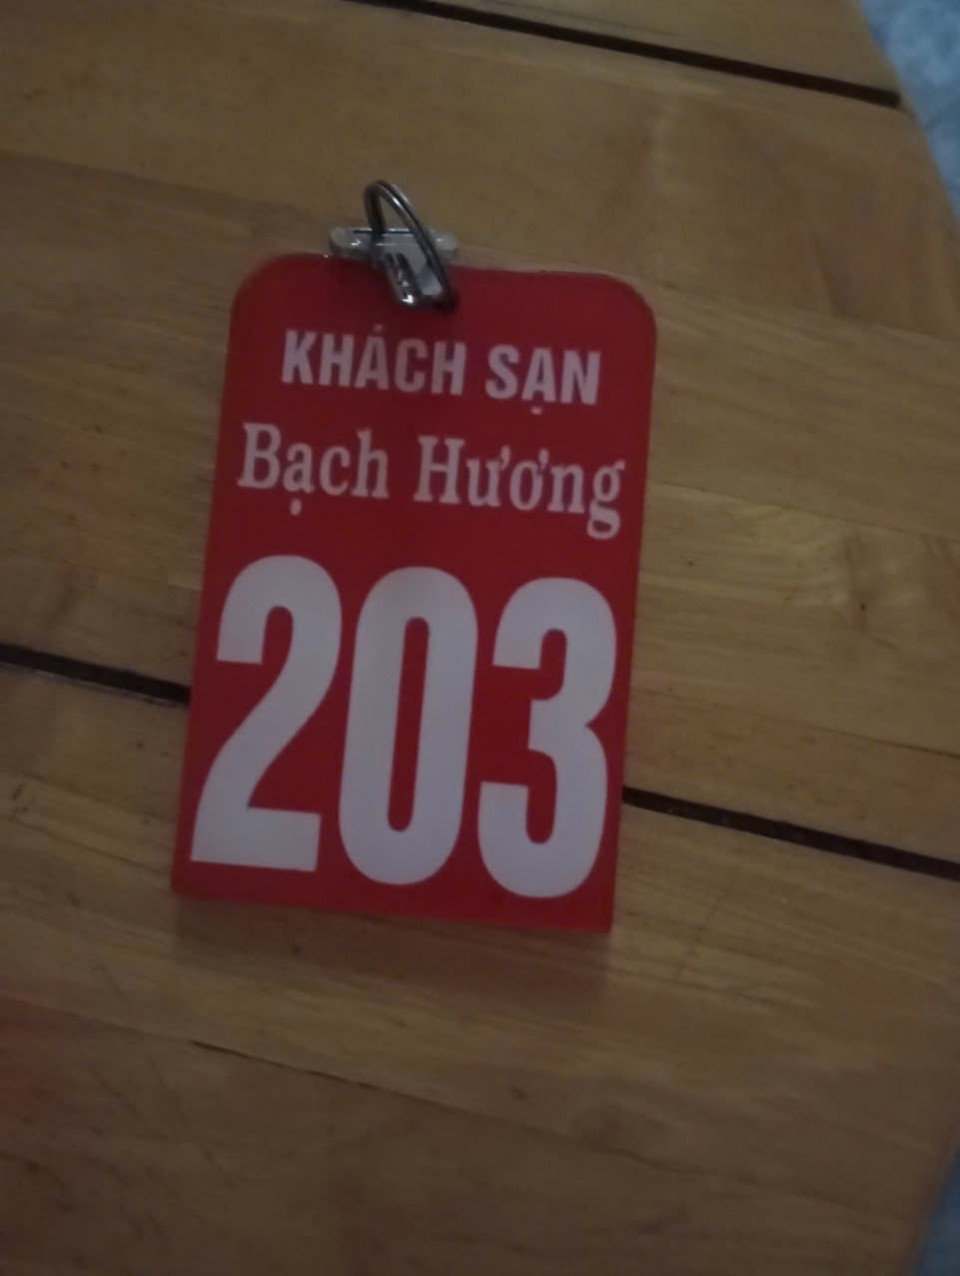 KHÁCH SẠN
Bạch Hương
203